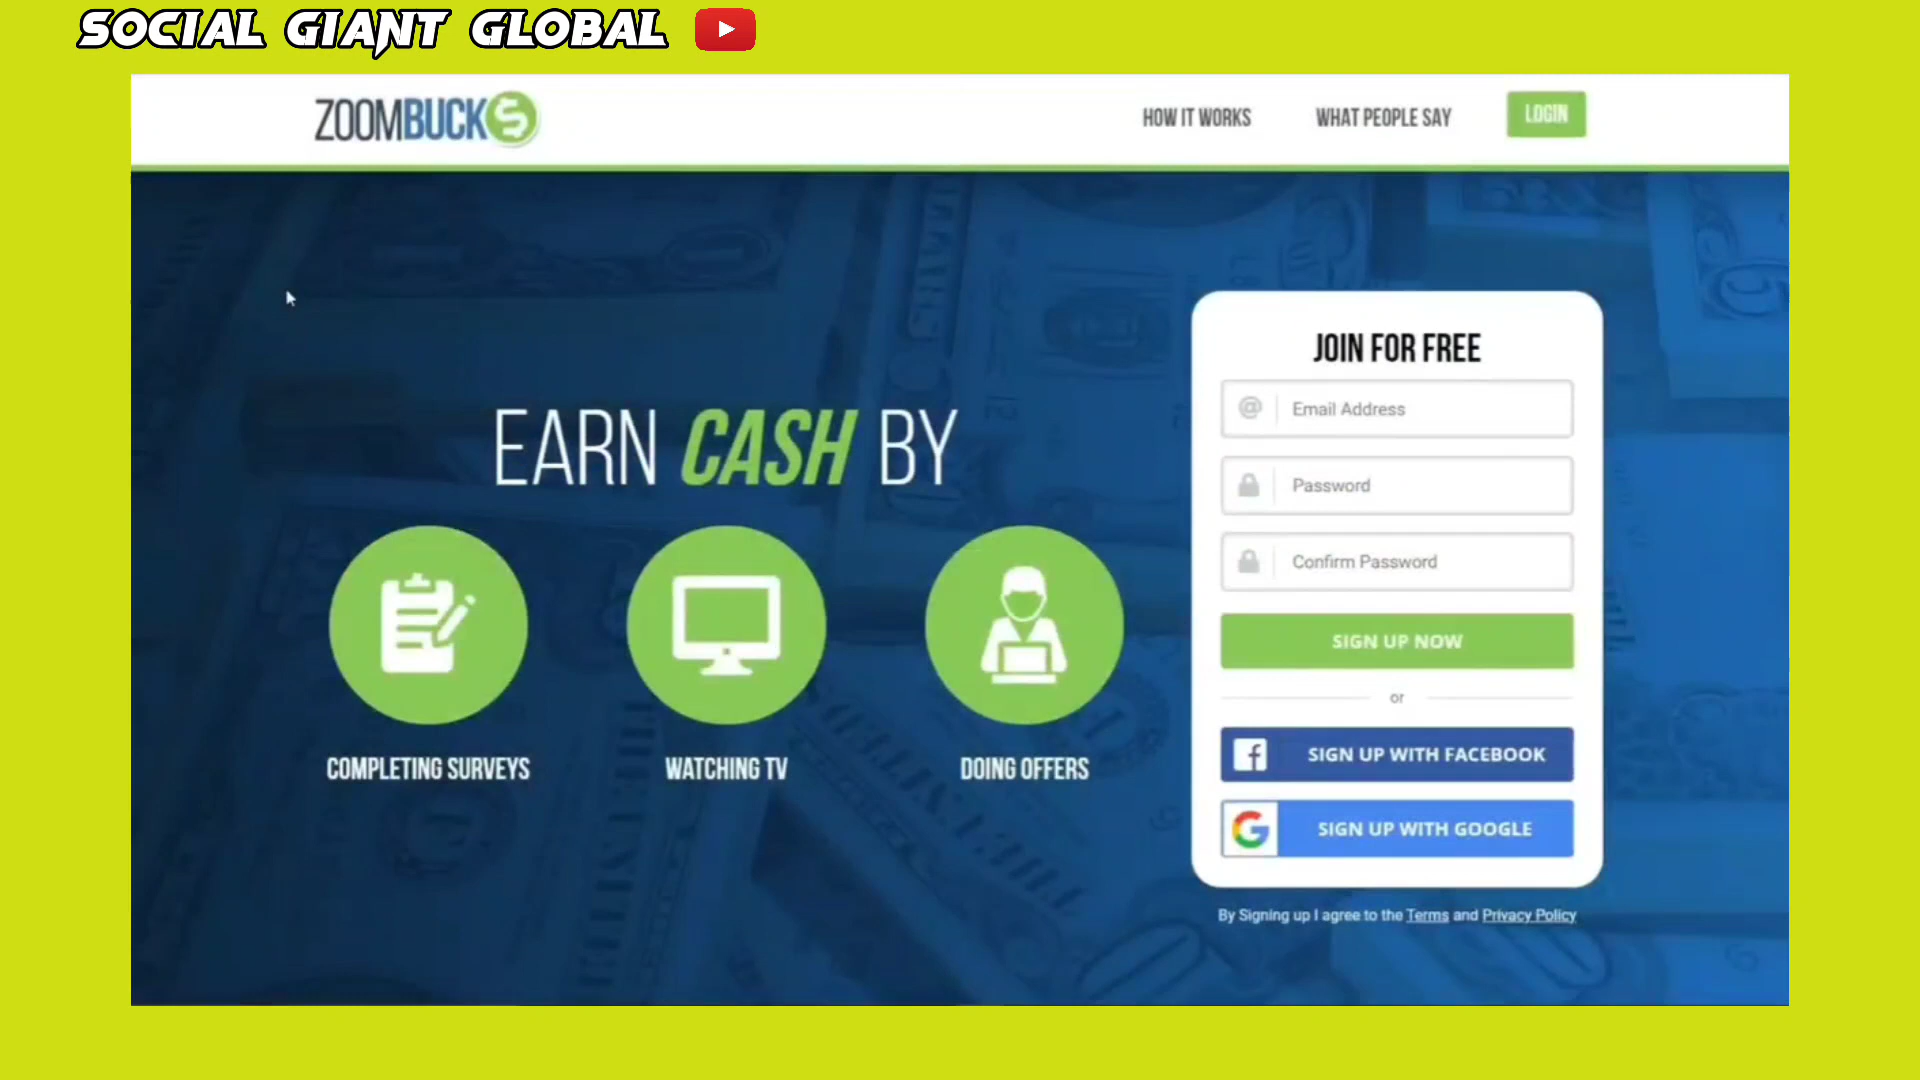 SOCIAL GIANT GLOBAL
ZOOMBUCK$
HOW IT WORKS
WHAT PEOPLE SAY
LOGIN
JOIN FOR FREE
Email Address
Password
Confirm Password
SIGN UP NOW
or
SIGN UP WITH FACEBOOK
SIGN UP WITH GOOGLE
By Signing up I agree to the Terms and Privacy Policy
EARN CASH BY
COMPLETING SURVEYS
WATCHING TV
DOING OFFERS